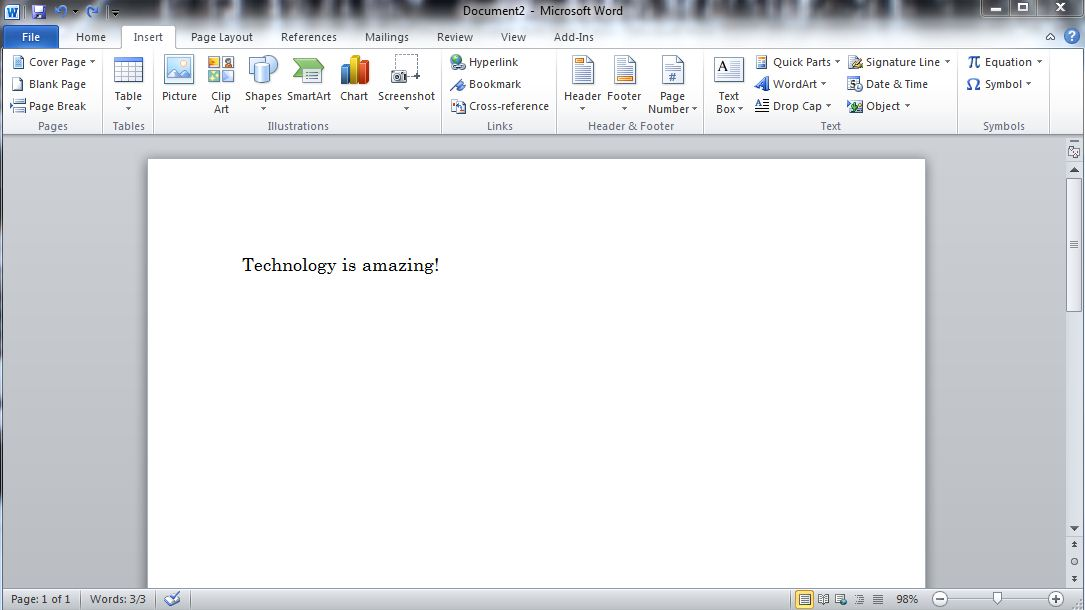 Document2 - Microsoft Word
File Home Insert Page Layout References Mailings Review View Add-Ins
Cover Page
Blank Page
Page Break
Pages
Table
Tables
Picture
Clip
Art
Shapes
SmartArt
Chart
Screenshot
Illustrations
Hyperlink
Bookmark
Cross-reference
Links
Header
Footer
Page
Number
Header & Footer
Text
Box
Quick Parts
WordArt
Drop Cap
Signature Line
Date & Time
Object
Text
Equation
Symbol
Symbols
Technology is amazing!
Page: 1 of 1 Words: 3/3 98%